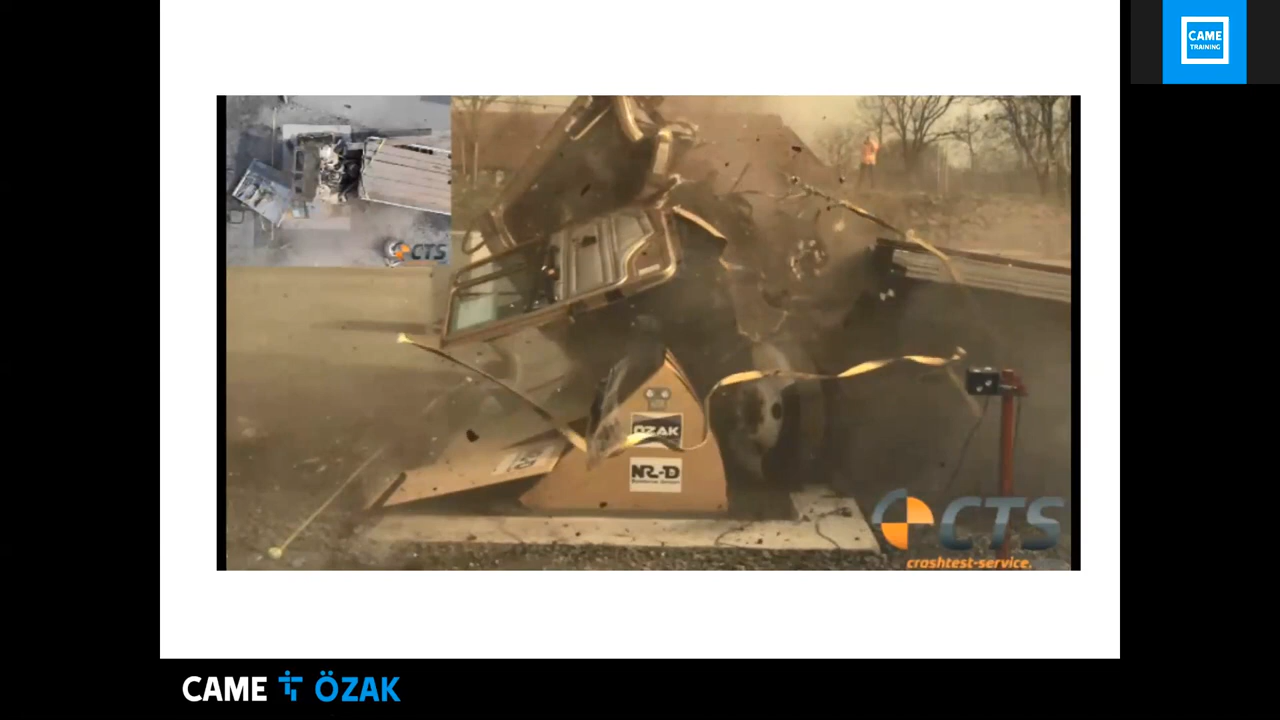 CAME
TRAINING
CTS
ÖZAK
NR-D
CTS
crashtest-service.
CAME ÖZAK